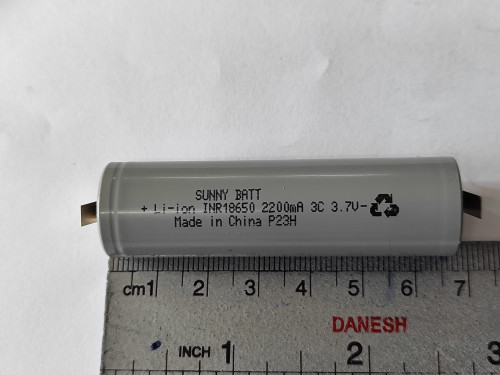 SUNNY BATT
+ Li-ion INR18650 2200mA 3C 3.7V-
Made in China P23H
cm1 2 3 4 5 6 7
DANESH
INCH 1 2 3